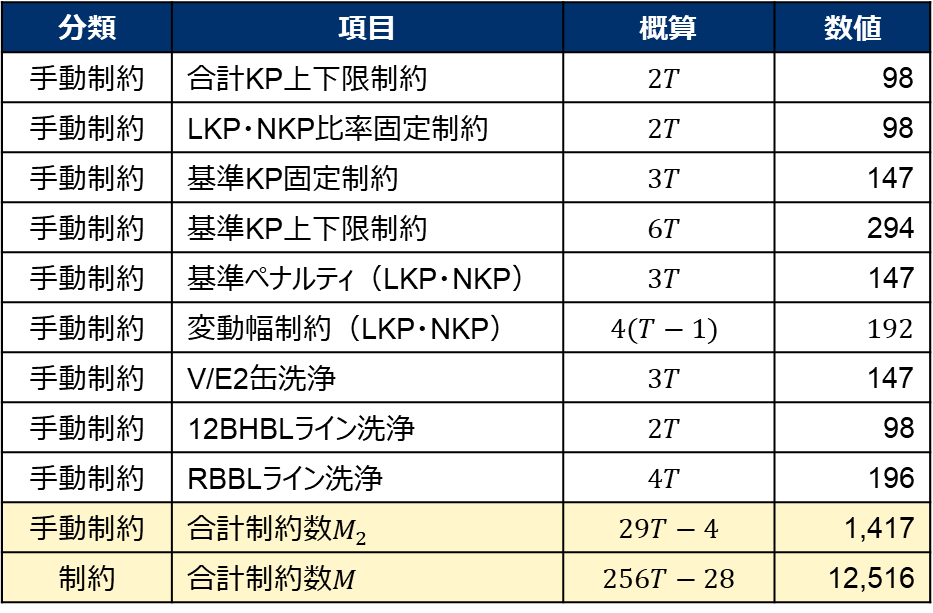 分類 項目 概算 数値
手動制約 合計KP上下限制約 2T 98
手動制約 LKP・NKP比率固定制約 2T 98
手動制約 基準KP固定制約 3T 147
手動制約 基準KP上下限制約 6T 294
手動制約 基準ペナルティ（LKP・NKP） 3T 147
手動制約 変動幅制約（LKP・NKP） 4(T − 1) 192
手動制約 V/E2缶洗浄 3T 147
手動制約 12BHBLライン洗浄 2T 98
手動制約 RBBLライン洗浄 4T 196
手動制約 合計制約数M₂ 29T − 4 1,417
制約 合計制約数M 256T − 28 12,516